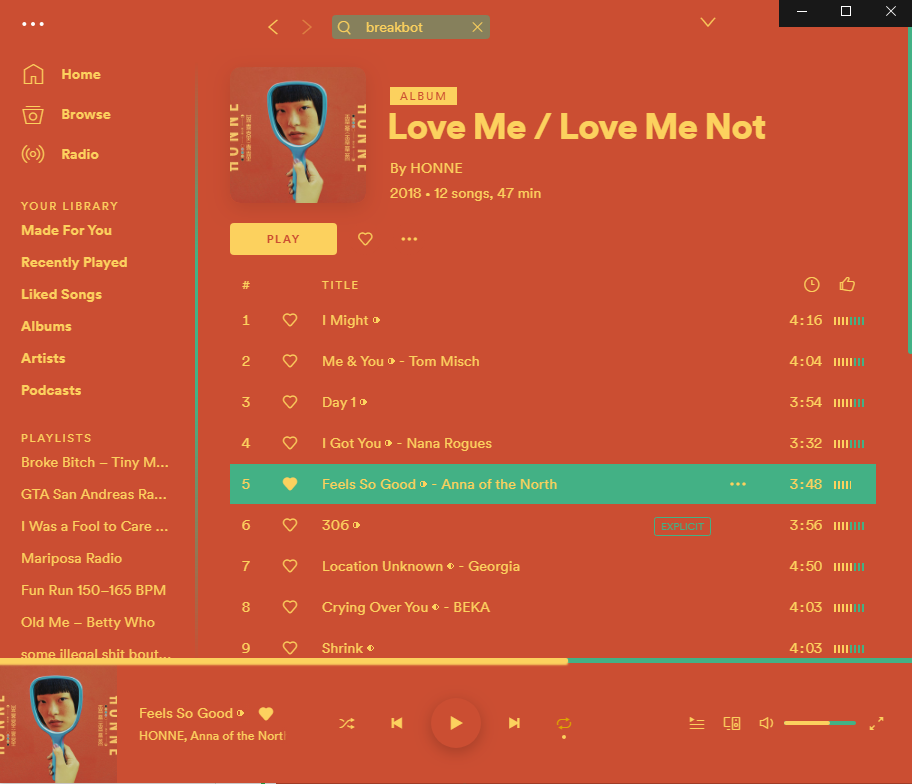 breakbot
Home
Browse
Radio
YOUR LIBRARY
Made For You
Recently Played
Liked Songs
Albums
Artists
Podcasts
PLAYLISTS
Broke Bitch – Tiny M...
GTA San Andreas Ra...
I Was a Fool to Care ...
Mariposa Radio
Fun Run 150–165 BPM
Old Me – Betty Who
some illegal shit bout...
HONNE
HONNE
ALBUM
Love Me / Love Me Not
By HONNE
2018 • 12 songs, 47 min
PLAY
# TITLE
1 I Might ◑ 4:16
2 Me & You ◑ - Tom Misch 4:04
3 Day 1 ◑ 3:54
4 I Got You ◑ - Nana Rogues 3:32
5 Feels So Good ◑ - Anna of the North 3:48
6 306 ◑ EXPLICIT 3:56
7 Location Unknown ◐ - Georgia 4:50
8 Crying Over You ◐ - BEKA 4:03
9 Shrink ◐ 4:03
HONNE
HONNE
Feels So Good ◑
HONNE, Anna of the Nort